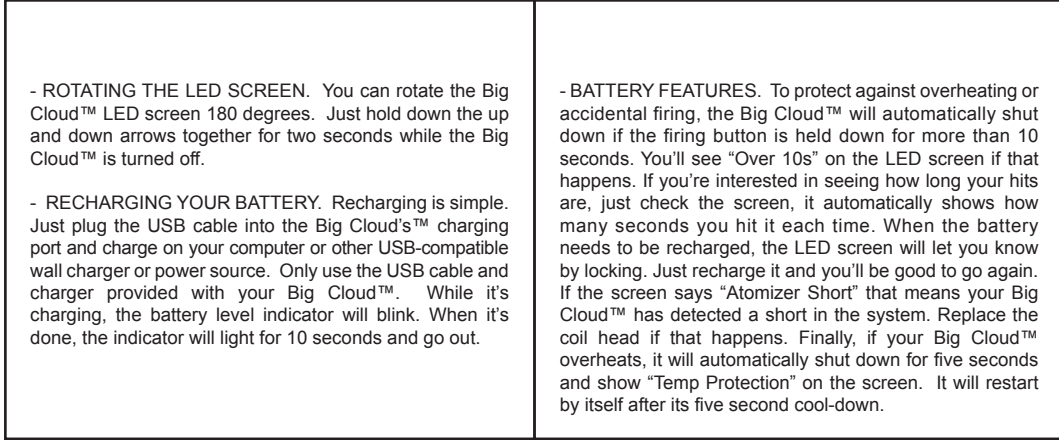 - ROTATING THE LED SCREEN. You can rotate the Big
Cloud™ LED screen 180 degrees. Just hold down the up
and down arrows together for two seconds while the Big
Cloud™ is turned off.
- RECHARGING YOUR BATTERY. Recharging is simple.
Just plug the USB cable into the Big Cloud's™ charging
port and charge on your computer or other USB-compatible
wall charger or power source. Only use the USB cable and
charger provided with your Big Cloud™. While it's
charging, the battery level indicator will blink. When it's
done, the indicator will light for 10 seconds and go out.
- BATTERY FEATURES. To protect against overheating or
accidental firing, the Big Cloud™ will automatically shut
down if the firing button is held down for more than 10
seconds. You'll see “Over 10s” on the LED screen if that
happens. If you're interested in seeing how long your hits
are, just check the screen, it automatically shows how
many seconds you hit it each time. When the battery
needs to be recharged, the LED screen will let you know
by locking. Just recharge it and you'll be good to go again.
If the screen says “Atomizer Short” that means your Big
Cloud™ has detected a short in the system. Replace the
coil head if that happens. Finally, if your Big Cloud™
overheats, it will automatically shut down for five seconds
and show “Temp Protection” on the screen. It will restart
by itself after its five second cool-down.